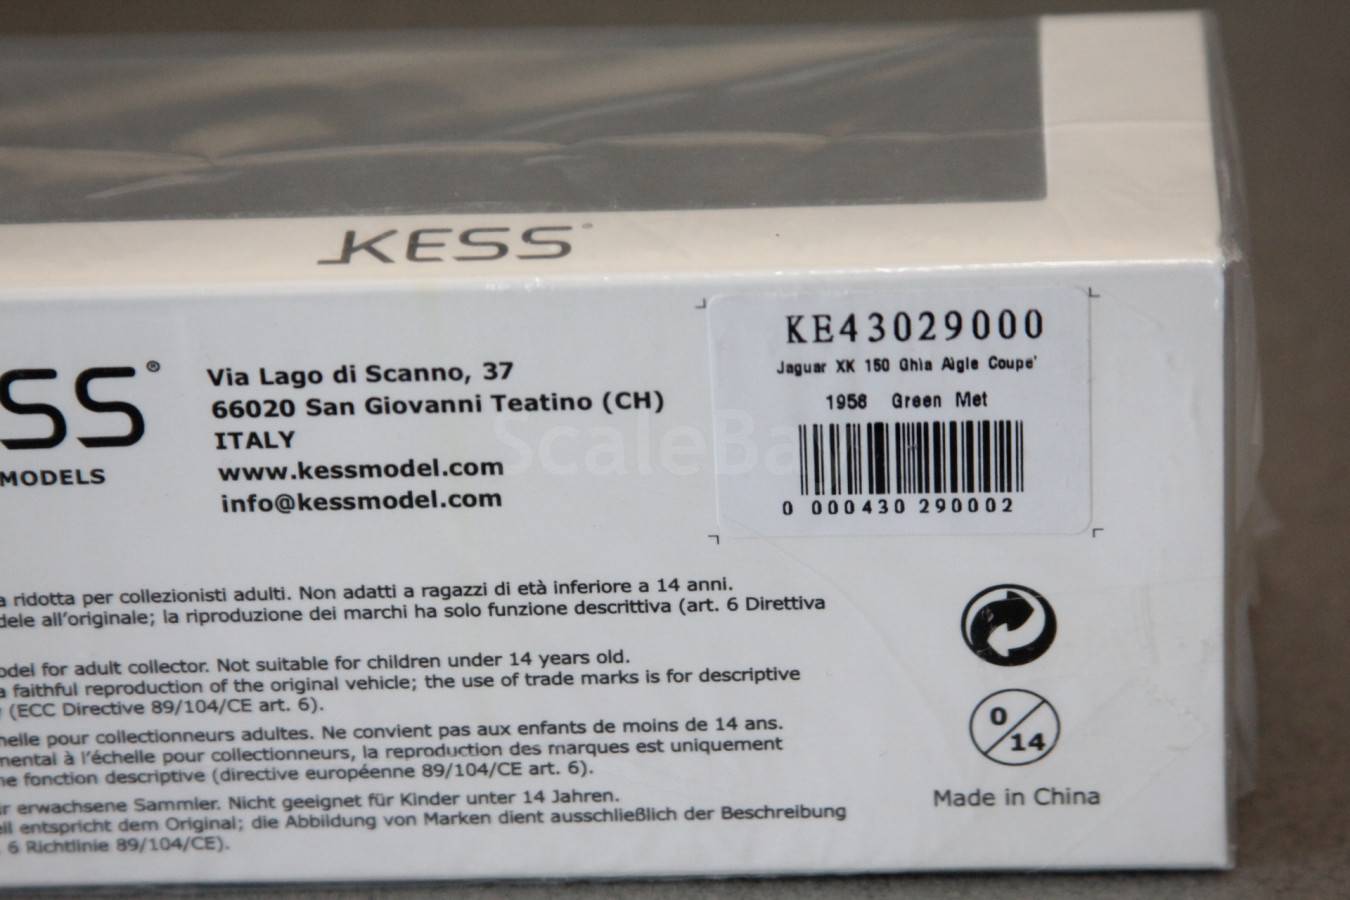 KESS
SS®
MODELS
Via Lago di Scanno, 37
66020 San Giovanni Teatino (CH)
ITALY
www.kessmodel.com
info@kessmodel.com
KE43029000
Jaguar XK 150 Ghia Aigle Coupe'
1958 Green Met
0 000430 290002
ScaleBa
a ridotta per collezionisti adulti. Non adatti a ragazzi di età inferiore a 14 anni.
dele all'originale; la riproduzione dei marchi ha solo funzione descrittiva (art. 6 Direttiva
odel for adult collector. Not suitable for children under 14 years old.
a faithful reproduction of the original vehicle; the use of trade marks is for descriptive
(ECC Directive 89/104/CE art. 6).
helle pour collectionneurs adultes. Ne convient pas aux enfants de moins de 14 ans.
mental à l'échelle pour collectionneurs, la reproduction des marques est uniquement
ne fonction descriptive (directive européenne 89/104/CE art. 6).
ir erwachsene Sammler. Nicht geeignet für Kinder unter 14 Jahren.
eil entspricht dem Original; die Abbildung von Marken dient ausschließlich der Beschreibung
. 6 Richtlinie 89/104/CE).
0/14
Made in China